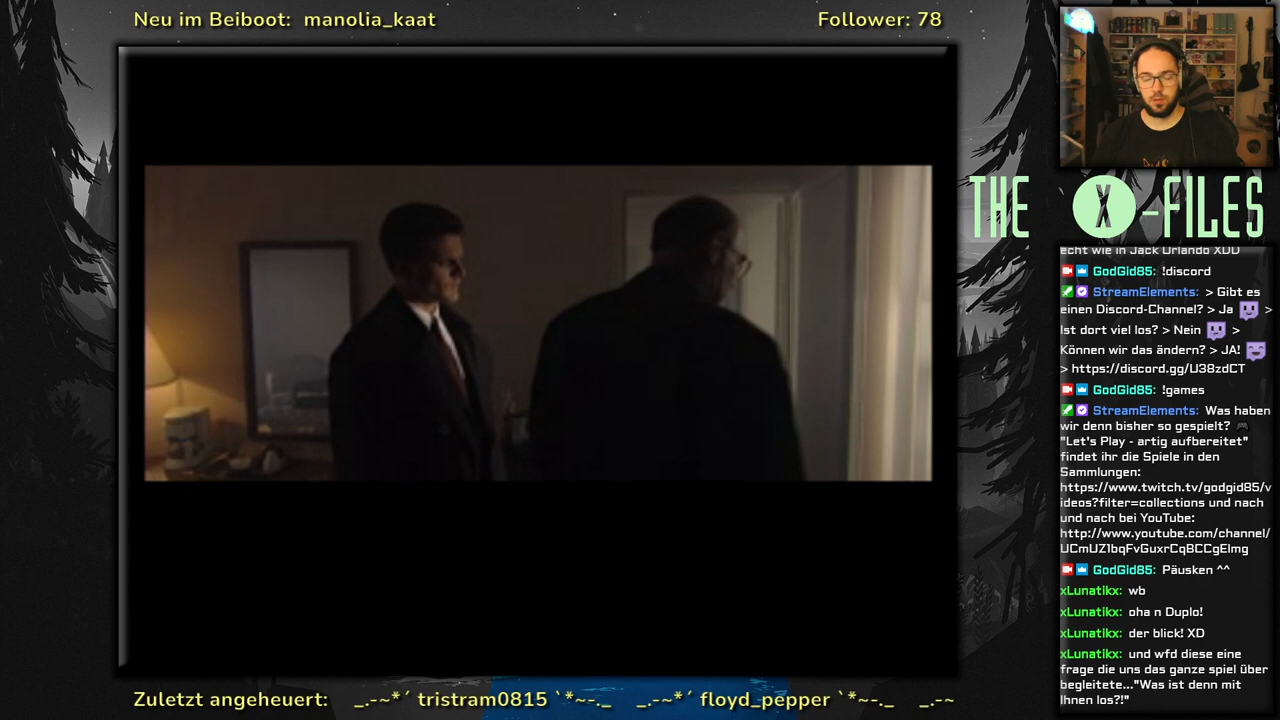 Neu im Beiboot: manolia_kaat
Follower: 78
THE X-FILES
echt wie in Jack Orlando XDD
GodGid85: !discord
StreamElements: > Gibt es
einen Discord-Channel? > Ja >
Ist dort viel los? > Nein >
Können wir das ändern? > JA!
> https://discord.gg/U38zdCT
GodGid85: !games
StreamElements: Was haben
wir denn bisher so gespielt? 🎮
"Let's Play - artig aufbereitet"
findet ihr die Spiele in den
Sammlungen:
https://www.twitch.tv/godgid85/v
ideos?filter=collections und nach
und nach bei YouTube:
http://www.youtube.com/channel/
UCmUZ1bqFvGuxrCqBCCgElmg
GodGid85: Päusken ^^
xLunatikx: wb
xLunatikx: oha n Duplo!
xLunatikx: der blick! XD
xLunatikx: und wfd diese eine
frage die uns das ganze spiel über
begleitete..."Was ist denn mit
ihnen los?!"
Zuletzt angeheuert: _.-~*´ tristram0815 `*~-._ _.-~*´ floyd_pepper `*~-._ _.-~